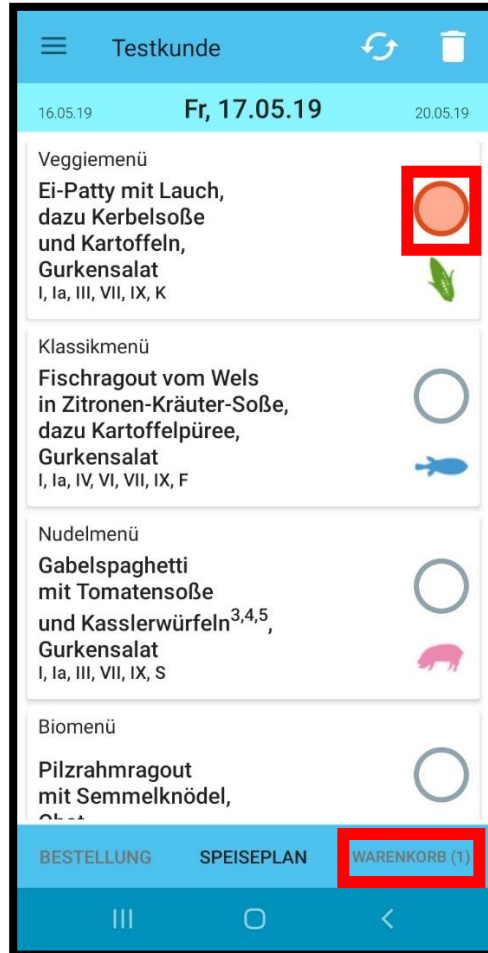 Testkunde
16.05.19 Fr, 17.05.19 20.05.19
Veggiemenü
Ei-Patty mit Lauch,
dazu Kerbelsoße
und Kartoffeln,
Gurkensalat
I, Ia, III, VII, IX, K
Klassikmenü
Fischragout vom Wels
in Zitronen-Kräuter-Soße,
dazu Kartoffelpüree,
Gurkensalat
I, Ia, IV, VI, VII, IX, F
Nudelmenü
Gabelspaghetti
mit Tomatensoße
und Kasslerwürfeln3,4,5,
Gurkensalat
I, Ia, III, VII, IX, S
Biomenü
Pilzrahmragout
mit Semmelknödel,
BESTELLUNG SPEISEPLAN WARENKORB (1)